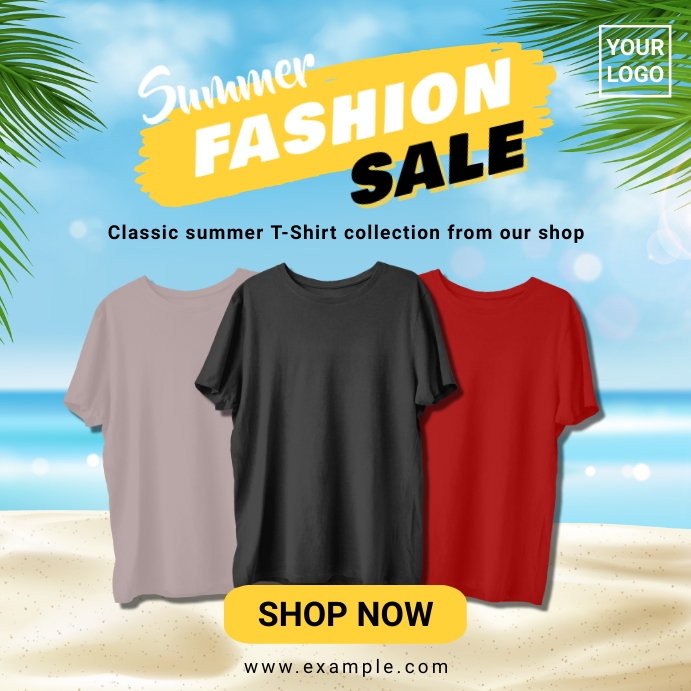 YOUR
LOGO
Summer
FASHION
SALE
Classic summer T-Shirt collection from our shop
SHOP NOW
www.example.com